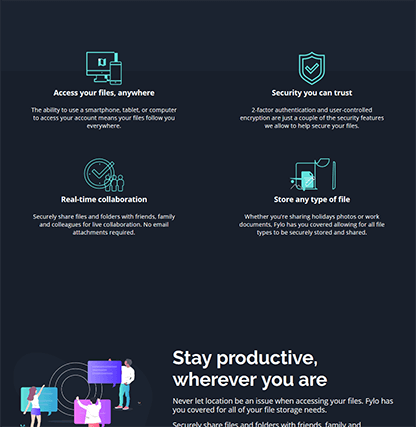 Access your files, anywhere
The ability to use a smartphone, tablet, or computer
to access your account means your files follow you
everywhere.
Security you can trust
2-factor authentication and user-controlled
encryption are just a couple of the security features
we allow to help secure your files.
Real-time collaboration
Securely share files and folders with friends, family
and colleagues for live collaboration. No email
attachments required.
Store any type of file
Whether you're sharing holidays photos or work
documents, Fylo has you covered allowing for all file
types to be securely stored and shared.
Stay productive,
wherever you are
Never let location be an issue when accessing your files. Fylo has
you covered for all of your file storage needs.
Securely share files and folders with friends, family and